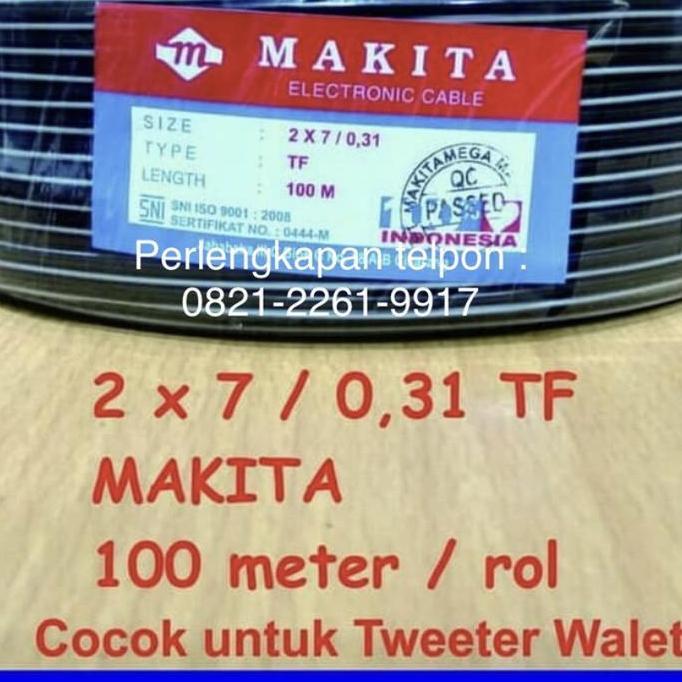 m MAKITA
ELECTRONIC CABLE
SIZE : 2 X 7 / 0,31
TYPE : TF
LENGTH : 100 M
SNI SNI ISO 9001 : 2008
SERTIFIKAT NO. : 0444-M
MAKITAMEGA
QC
PASSED
INDONESIA
Perlengkapan telpon :
0821-2261-9917
2 x 7 / 0,31 TF
MAKITA
100 meter / rol
Cocok untuk Tweeter Walet